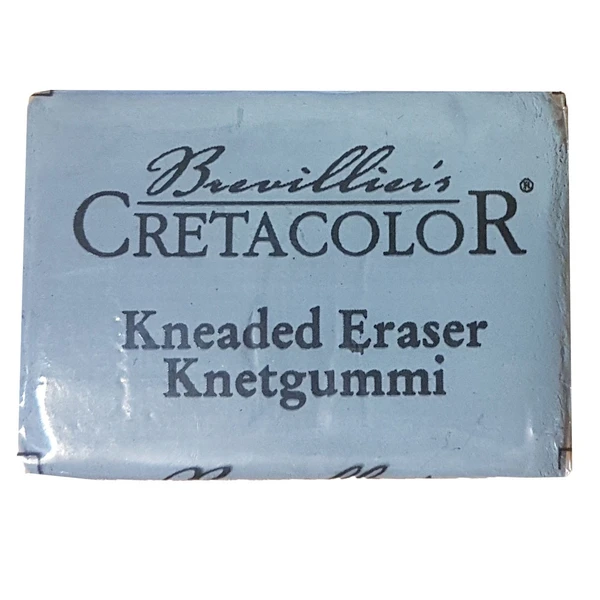 Brevillier's
CRETACOLOR®
Kneaded Eraser
Knetgummi